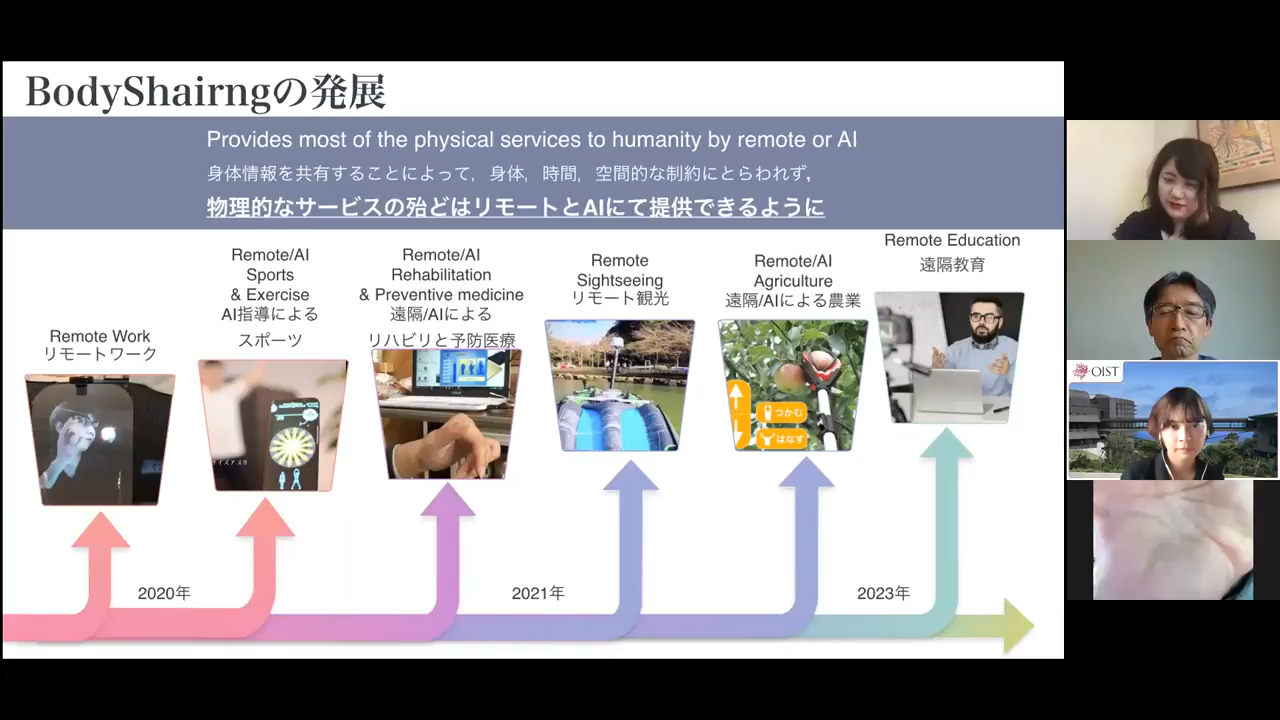 BodyShairngの発展
Provides most of the physical services to humanity by remote or AI
身体情報を共有することによって，身体，時間，空間的な制約にとらわれず，
物理的なサービスの殆どはリモートとAIにて提供できるように
Remote Work
リモートワーク
Remote/AI
Sports
& Exercise
AI指導による
スポーツ
Remote/AI
Rehabilitation
& Preventive medicine
遠隔/AIによる
リハビリと予防医療
Remote
Sightseeing
リモート観光
Remote/AI
Agriculture
遠隔/AIによる農業
Remote Education
遠隔教育
つかむ
はなす
2020年
2021年
2023年
OIST